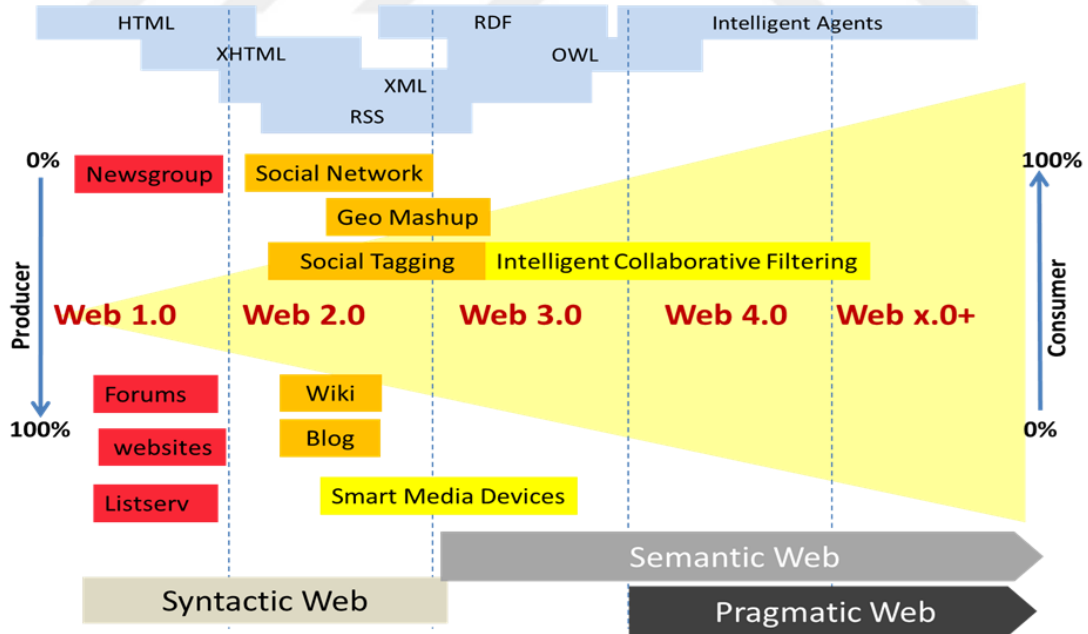 HTML
RDF
Intelligent Agents
XHTML
OWL
XML
RSS
0%
Newsgroup
Social Network
100%
Geo Mashup
Social Tagging
Intelligent Collaborative Filtering
Producer
Web 1.0
Web 2.0
Web 3.0
Web 4.0
Web x.0+
Consumer
Forums
Wiki
100%
websites
Blog
0%
Listserv
Smart Media Devices
Semantic Web
Syntactic Web
Pragmatic Web